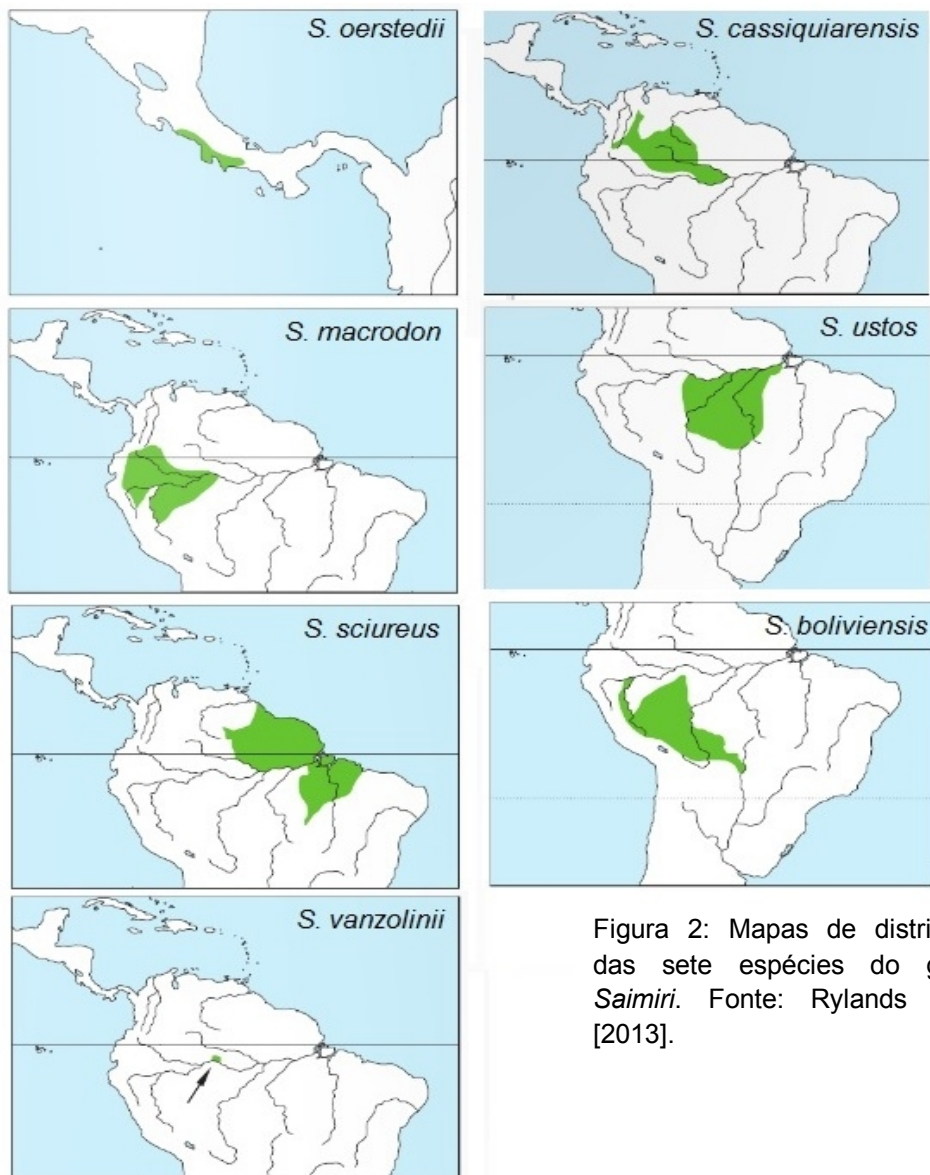 S. oerstedii
S. cassiquiarensis
S. macrodon
S. ustos
S. sciureus
S. boliviensis
S. vanzolinii
Figura 2: Mapas de distri
das sete espécies do g
Saimiri. Fonte: Rylands
[2013].